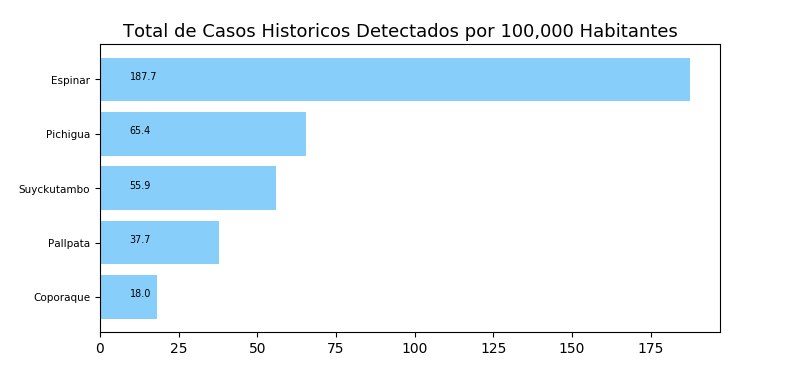 Total de Casos Historicos Detectados por 100,000 Habitantes
Espinar 187.7
Pichigua 65.4
Suyckutambo 55.9
Pallpata 37.7
Coporaque 18.0
0 25 50 75 100 125 150 175